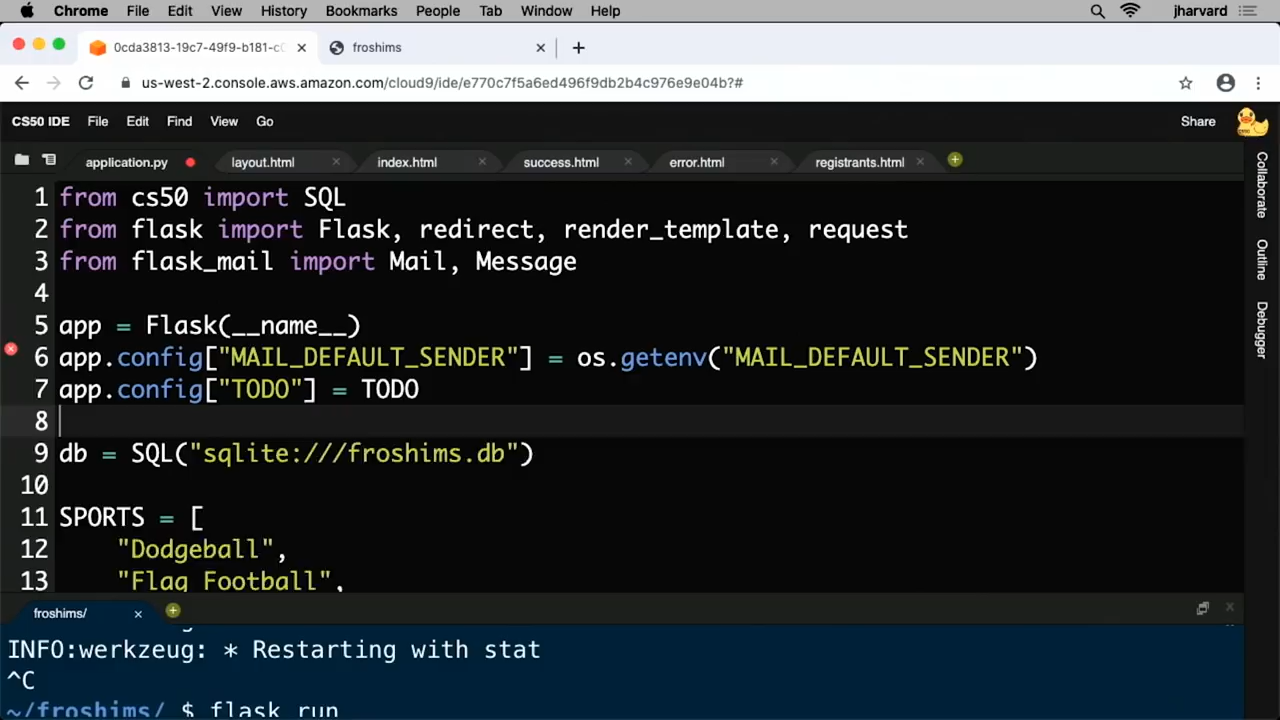 Chrome File Edit View History Bookmarks People Tab Window Help jharvard
0cda3813-19c7-49f9-b181-c froshims
us-west-2.console.aws.amazon.com/cloud9/ide/e770c7f5a6ed496f9db2b4c976e9e04b?#
CS50 IDE File Edit Find View Go Share
application.py layout.html index.html success.html error.html registrants.html
Collaborate
Outline
Debugger
1 from cs50 import SQL
2 from flask import Flask, redirect, render_template, request
3 from flask_mail import Mail, Message
4
5 app = Flask(__name__)
6 app.config["MAIL_DEFAULT_SENDER"] = os.getenv("MAIL_DEFAULT_SENDER")
7 app.config["TODO"] = TODO
8
9 db = SQL("sqlite:///froshims.db")
10
11 SPORTS = [
12 "Dodgeball",
13 "Flag Football",
froshims/
INFO:werkzeug: * Restarting with stat
^C
~/froshims/ $ flask run